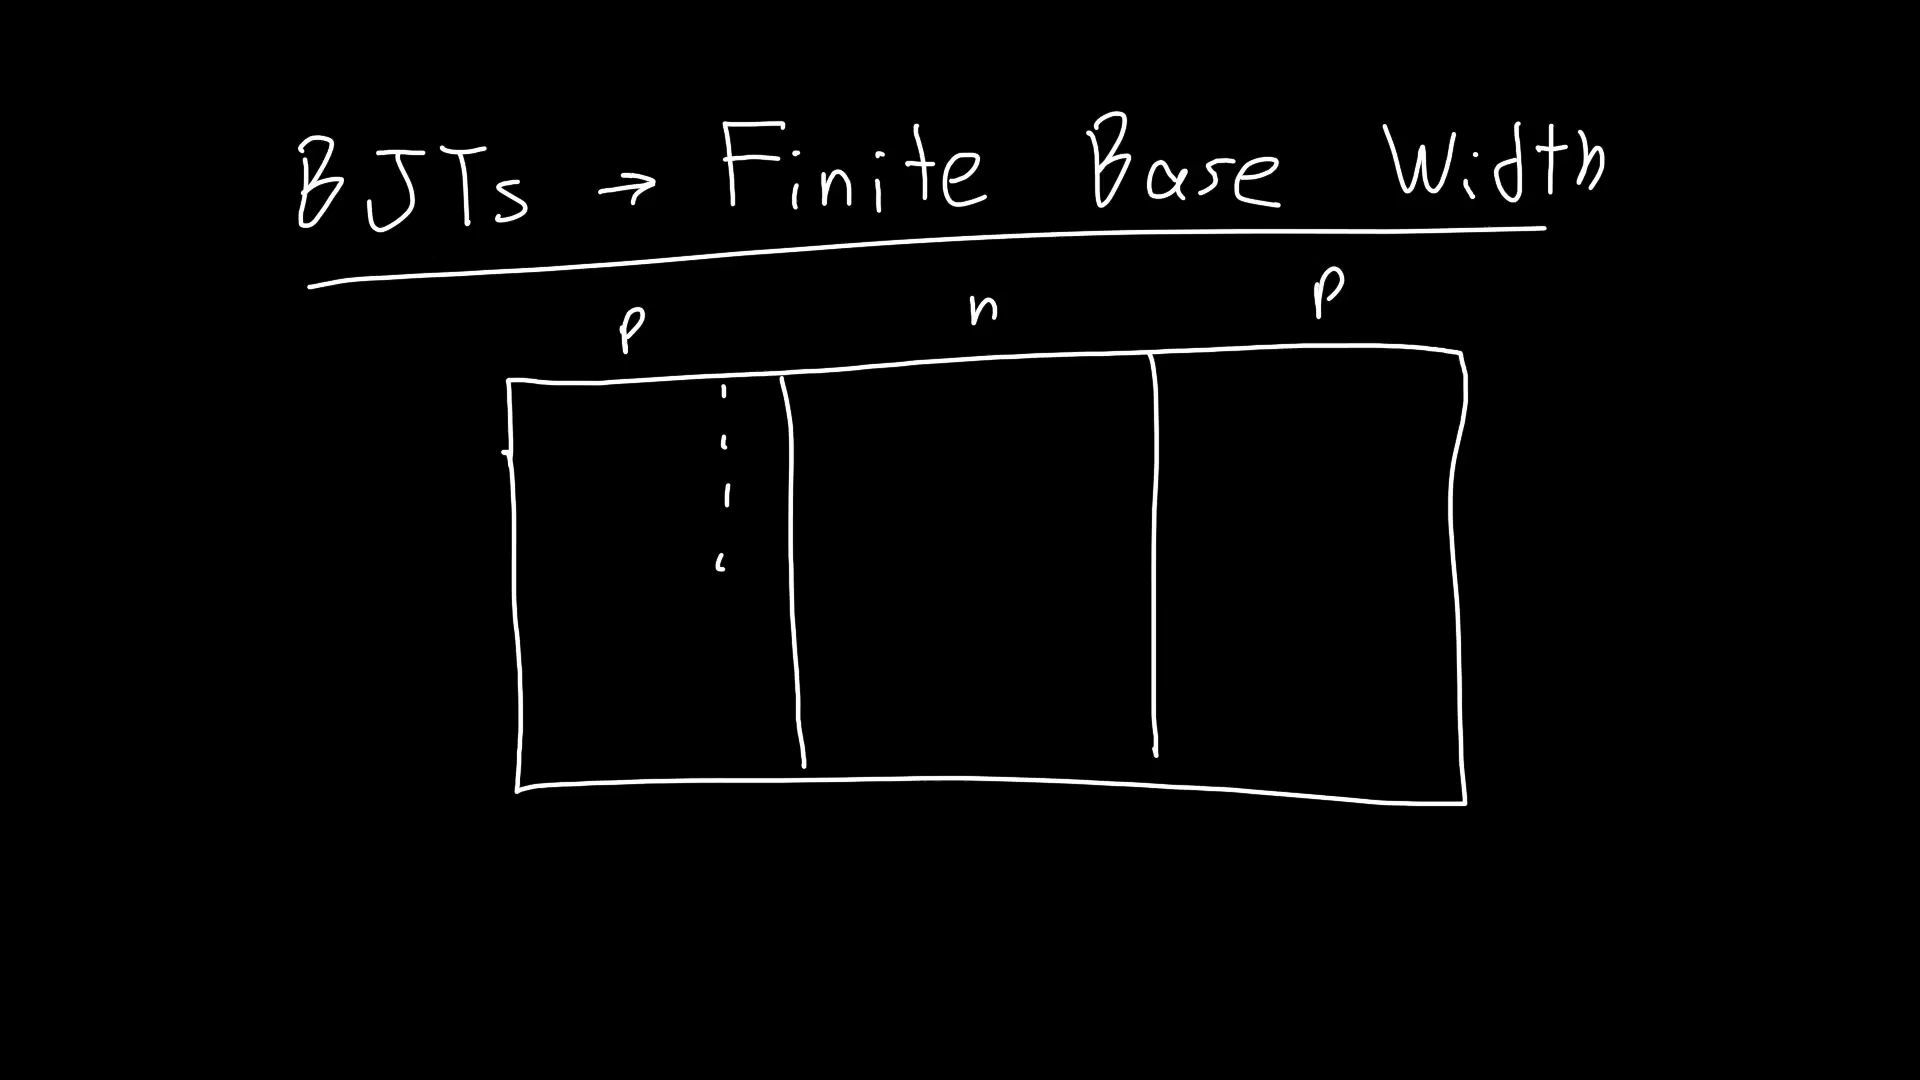 BJTs → Finite Base Width
p n p